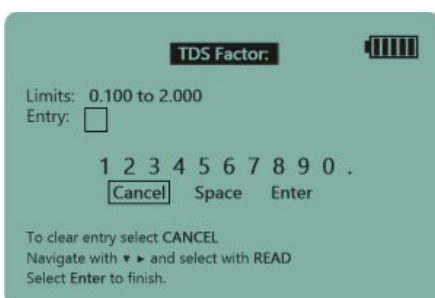 TDS Factor:
Limits: 0.100 to 2.000
Entry:
1 2 3 4 5 6 7 8 9 0 .
Cancel Space Enter
To clear entry select CANCEL
Navigate with ▾ ▸ and select with READ
Select Enter to finish.